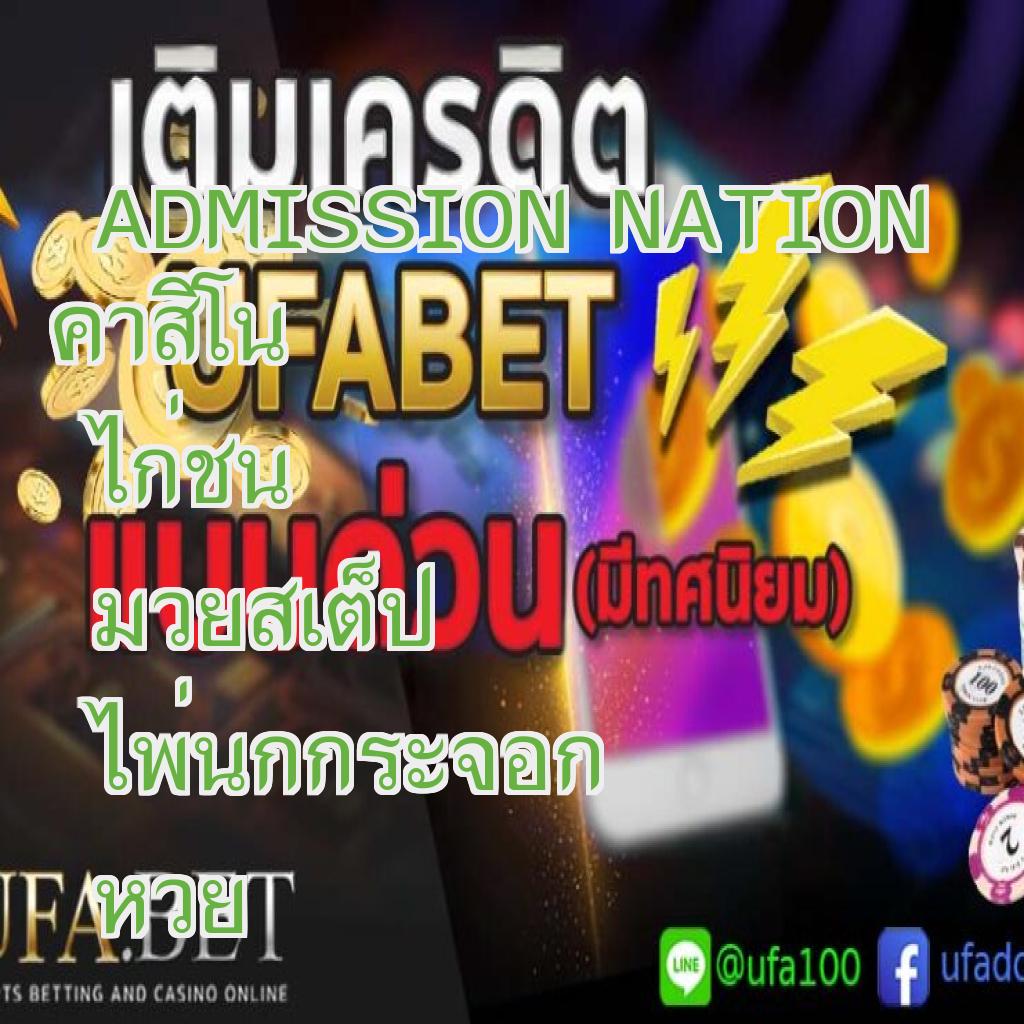 เติมเครดิต
ADMISSION NATION
คาสิโน
UFABET
ไก่ชน
แบบด่วน (มีทศนิยม)
มวยสเต็ป
ไพ่นกกระจอก
หวย
UFA.BET
BETTING AND CASINO ONLINE
LINE @ufa100